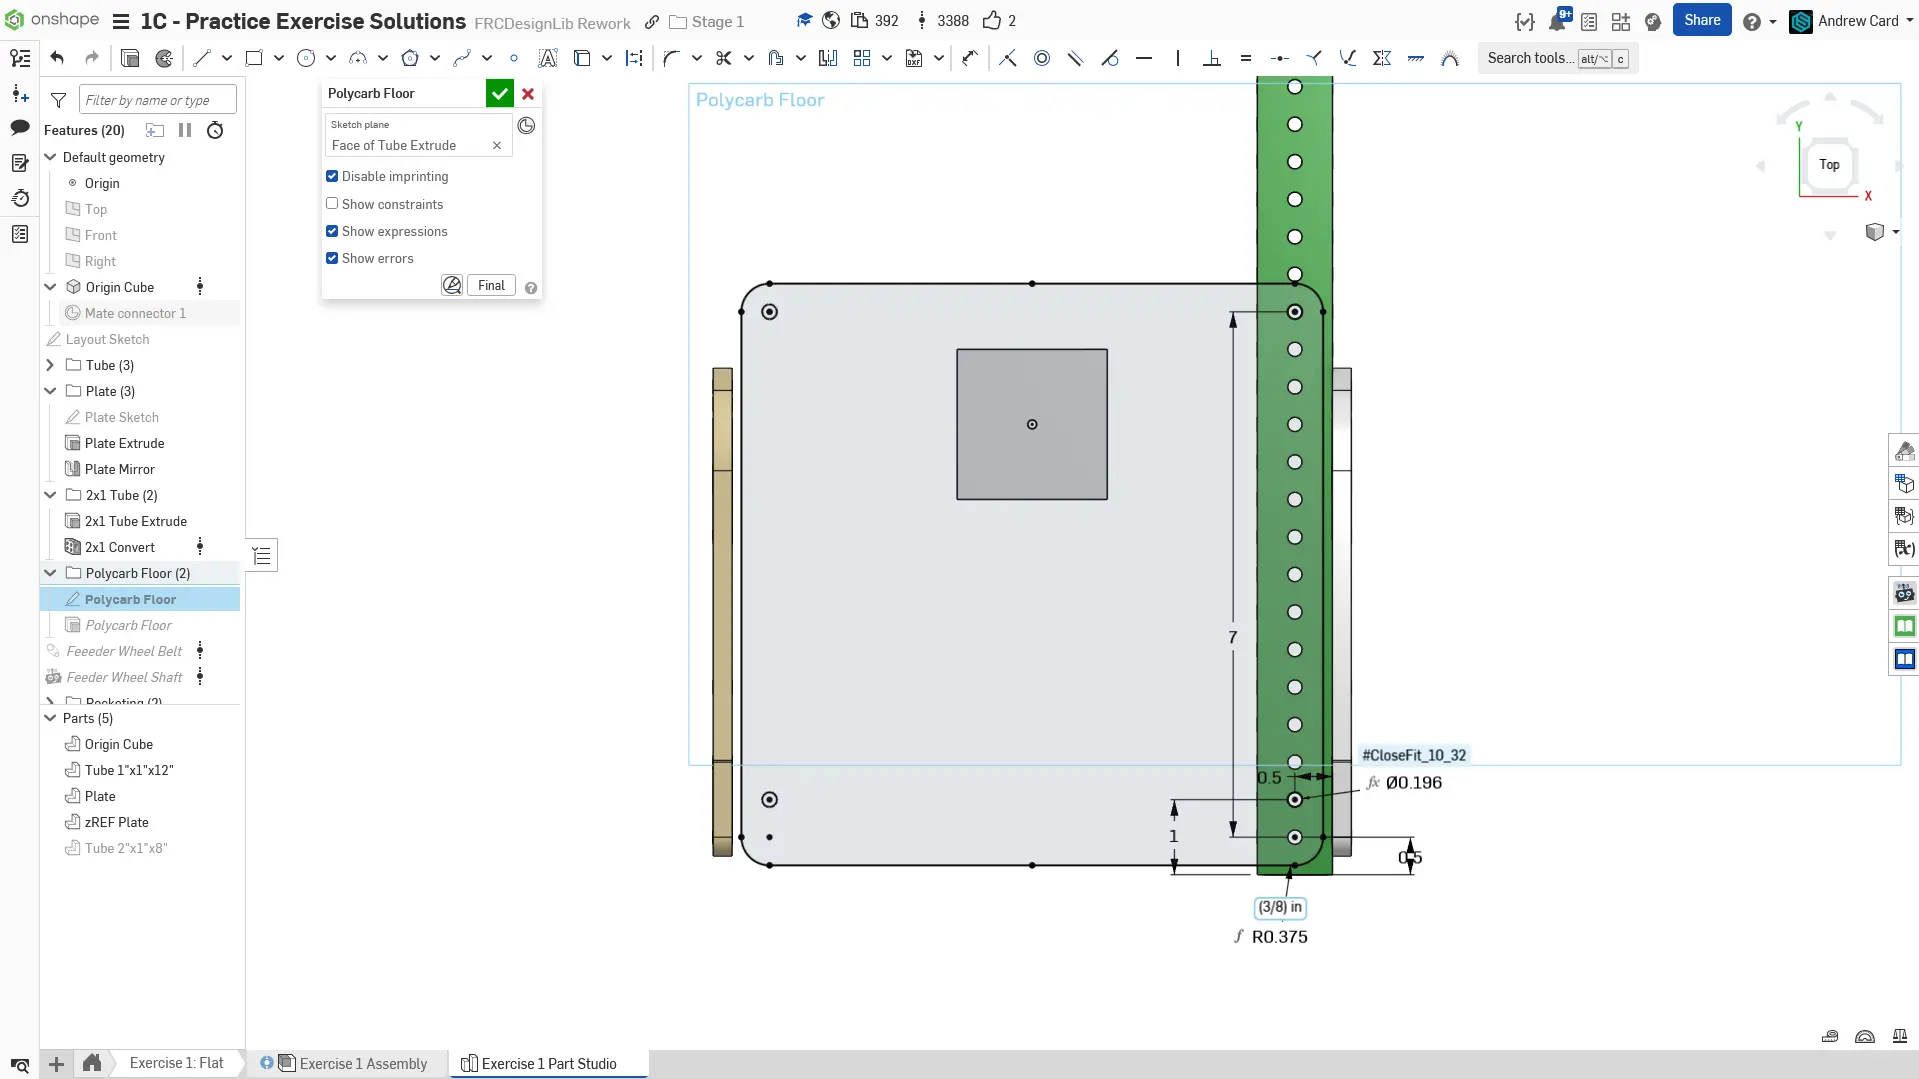 onshape
1C - Practice Exercise Solutions
FRCDesignLib Rework
Stage 1
392
3388
2
9+
Share
Andrew Card
Search tools...
alt/⌥
c
Filter by name or type
Features (20)
Default geometry
Origin
Top
Front
Right
Origin Cube
Mate connector 1
Layout Sketch
Tube (3)
Plate (3)
Plate Sketch
Plate Extrude
Plate Mirror
2x1 Tube (2)
2x1 Tube Extrude
2x1 Convert
Polycarb Floor (2)
Polycarb Floor
Polycarb Floor
Feeeder Wheel Belt
Feeder Wheel Shaft
Pocketing (2)
Parts (5)
Origin Cube
Tube 1"x1"x12"
Plate
zREF Plate
Tube 2"x1"x8"
Polycarb Floor
Sketch plane
Face of Tube Extrude
Disable imprinting
Show constraints
Show expressions
Show errors
Final
Polycarb Floor
Y
Top
X
7
#CloseFit_10_32
0.5
fx Ø0.196
1
0.5
(3/8) in
f R0.375
(x)
Exercise 1: Flat
Exercise 1 Assembly
Exercise 1 Part Studio